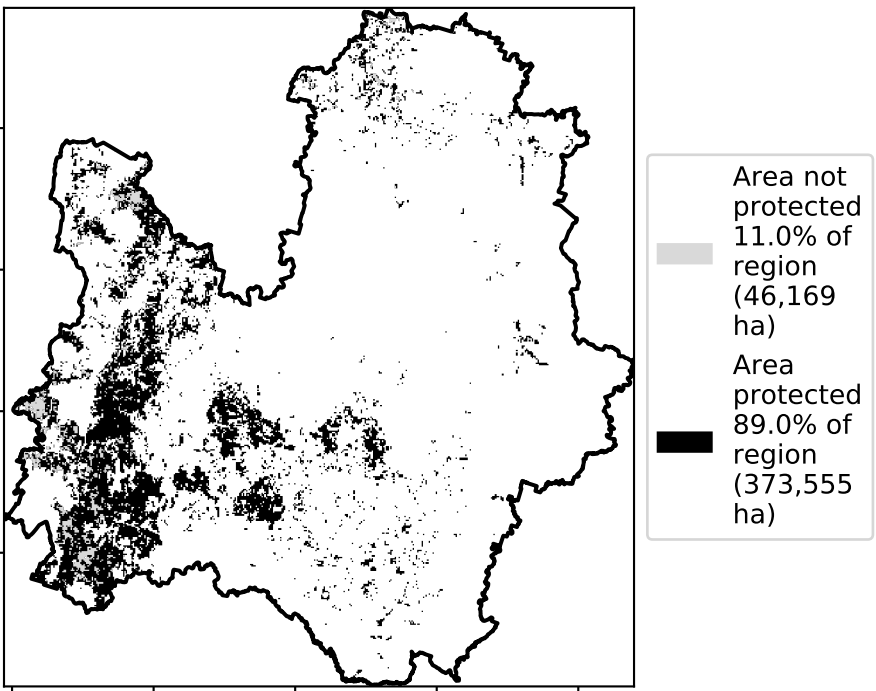 Area not
protected
11.0% of
region
(46,169
ha)
Area
protected
89.0% of
region
(373,555
ha)